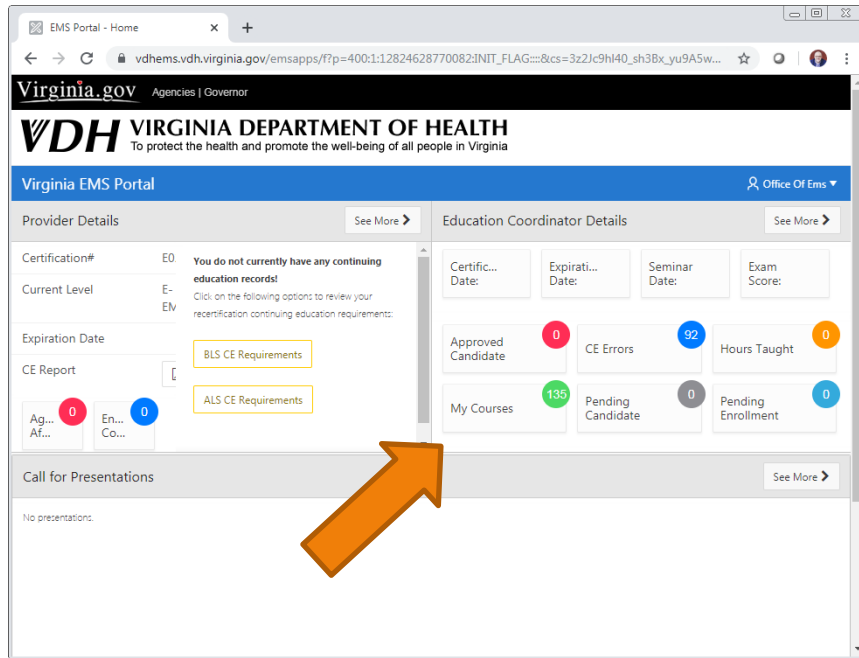 EMS Portal - Home
vdhems.vdh.virginia.gov/emsapps/f?p=400:1:12824628770082:INIT_FLAG::::&cs=3z2Jc9hl40_sh3Bx_yu9A5w...
Virginia.gov Agencies | Governor
VDH VIRGINIA DEPARTMENT OF HEALTH
To protect the health and promote the well-being of all people in Virginia
Virginia EMS Portal Office Of Ems
Provider Details See More
Certification# E0
Current Level E-
EM
Expiration Date
CE Report
Ag... Af... 0
En... Co... 0
You do not currently have any continuing
education records!
Click on the following options to review your
recertification continuing education requirements:
BLS CE Requirements
ALS CE Requirements
Education Coordinator Details See More
Certific... Date:
Expirati... Date:
Seminar Date:
Exam Score:
Approved Candidate 0
CE Errors 92
Hours Taught 0
My Courses 135
Pending Candidate 0
Pending Enrollment 0
Call for Presentations See More
No presentations.